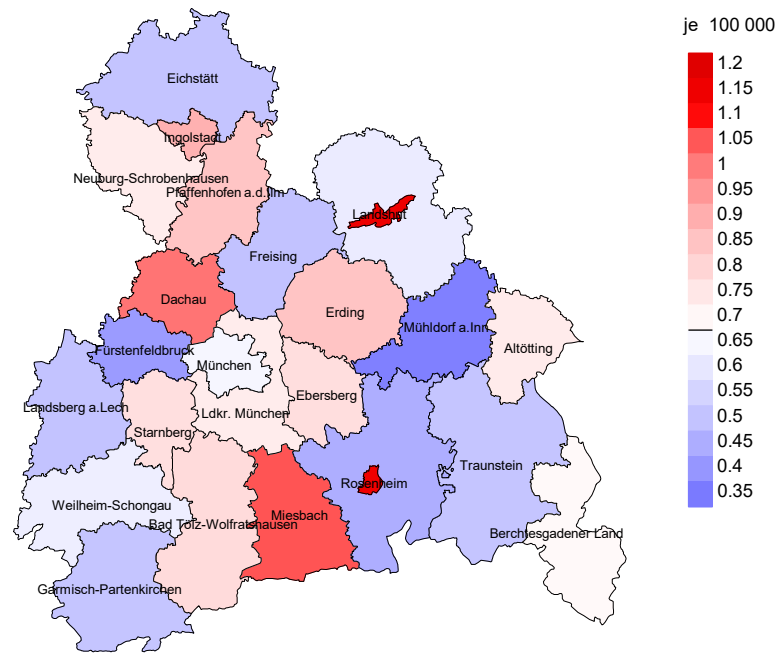 je 100 000
1.2
1.15
1.1
1.05
1
0.95
0.9
0.85
0.8
0.75
0.7
0.65
0.6
0.55
0.5
0.45
0.4
0.35
Eichstätt
Ingolstadt
Neuburg-Schrobenhausen
Pfaffenhofen a.d.Ilm
Landshut
Freising
Dachau
Erding
Mühldorf a.Inn
Altötting
Fürstenfeldbruck
München
Ebersberg
Landsberg a.Lech
Ldkr. München
Starnberg
Traunstein
Rosenheim
Weilheim-Schongau
Miesbach
Bad Tölz-Wolfratshausen
Berchtesgadener Land
Garmisch-Partenkirchen